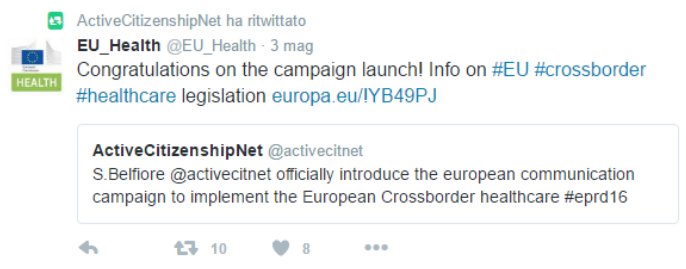 ActiveCitizenshipNet ha ritwittato
EU_Health @EU_Health · 3 mag
Congratulations on the campaign launch! Info on #EU #crossborder
#healthcare legislation europa.eu/!YB49PJ
HEALTH
ActiveCitizenshipNet @activecitnet
S.Belfiore @activecitnet officially introduce the european communication
campaign to implement the European Crossborder healthcare #eprd16
10
8